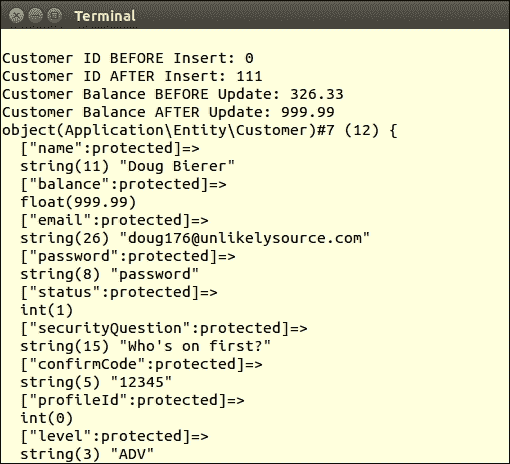 Terminal
Customer ID BEFORE Insert: 0
Customer ID AFTER Insert: 111
Customer Balance BEFORE Update: 326.33
Customer Balance AFTER Update: 999.99
object(Application\Entity\Customer)#7 (12) {
  ["name":protected]=>
  string(11) "Doug Bierer"
  ["balance":protected]=>
  float(999.99)
  ["email":protected]=>
  string(26) "doug176@unlikelysource.com"
  ["password":protected]=>
  string(8) "password"
  ["status":protected]=>
  int(1)
  ["securityQuestion":protected]=>
  string(15) "Who's on first?"
  ["confirmCode":protected]=>
  string(5) "12345"
  ["profileId":protected]=>
  int(0)
  ["level":protected]=>
  string(3) "ADV"